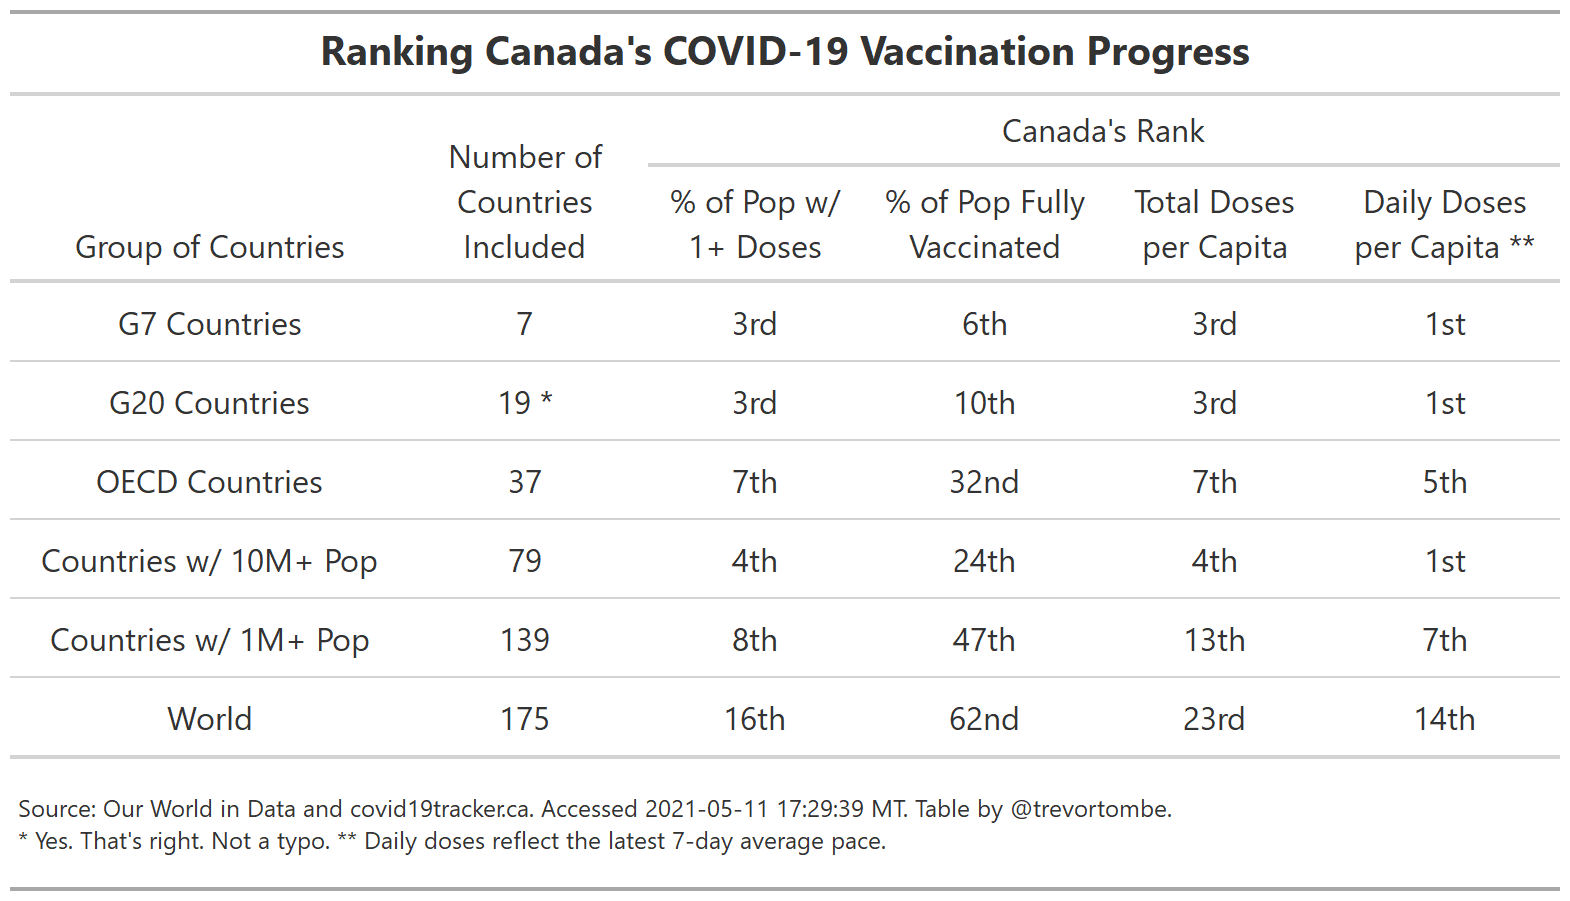 Ranking Canada's COVID-19 Vaccination Progress
Canada's Rank
Number of
Countries
Included
% of Pop w/
1+ Doses
% of Pop Fully
Vaccinated
Total Doses
per Capita
Daily Doses
per Capita **
Group of Countries
G7 Countries 7 3rd 6th 3rd 1st
G20 Countries 19 * 3rd 10th 3rd 1st
OECD Countries 37 7th 32nd 7th 5th
Countries w/ 10M+ Pop 79 4th 24th 4th 1st
Countries w/ 1M+ Pop 139 8th 47th 13th 7th
World 175 16th 62nd 23rd 14th
Source: Our World in Data and covid19tracker.ca. Accessed 2021-05-11 17:29:39 MT. Table by @trevortombe.
* Yes. That's right. Not a typo. ** Daily doses reflect the latest 7-day average pace.